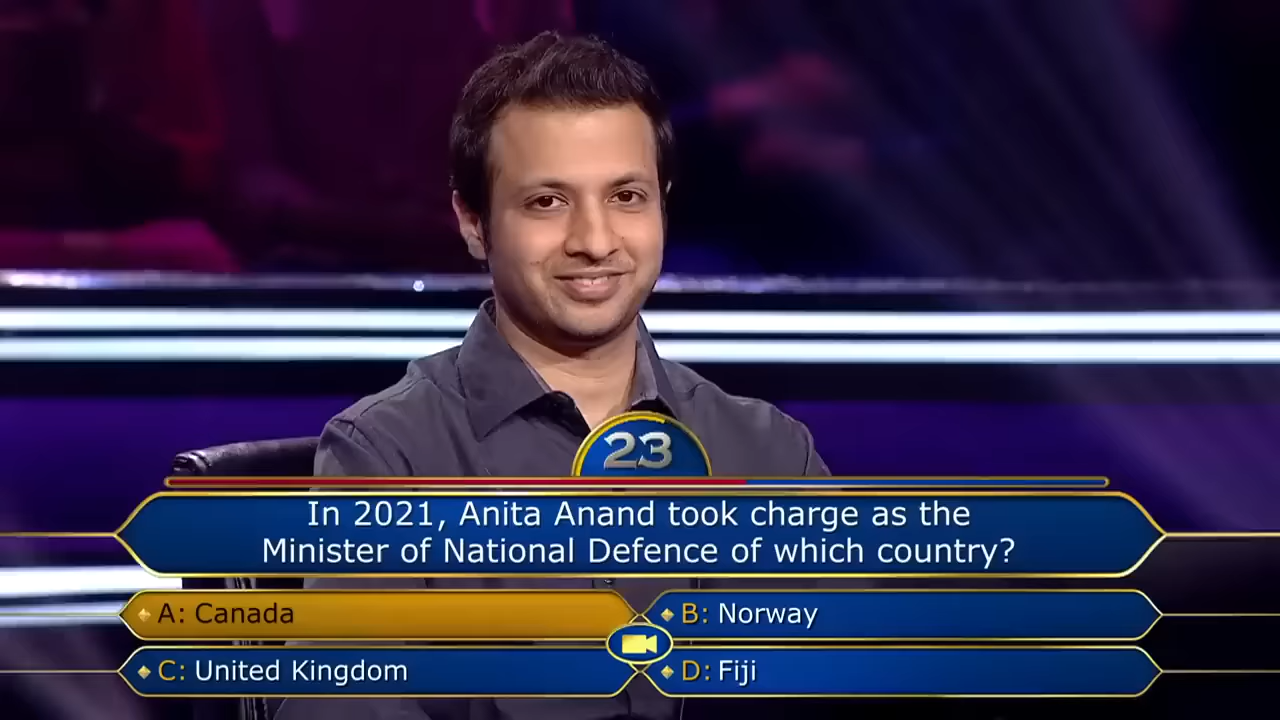 23
In 2021, Anita Anand took charge as the
Minister of National Defence of which country?
A: Canada
B: Norway
C: United Kingdom
D: Fiji